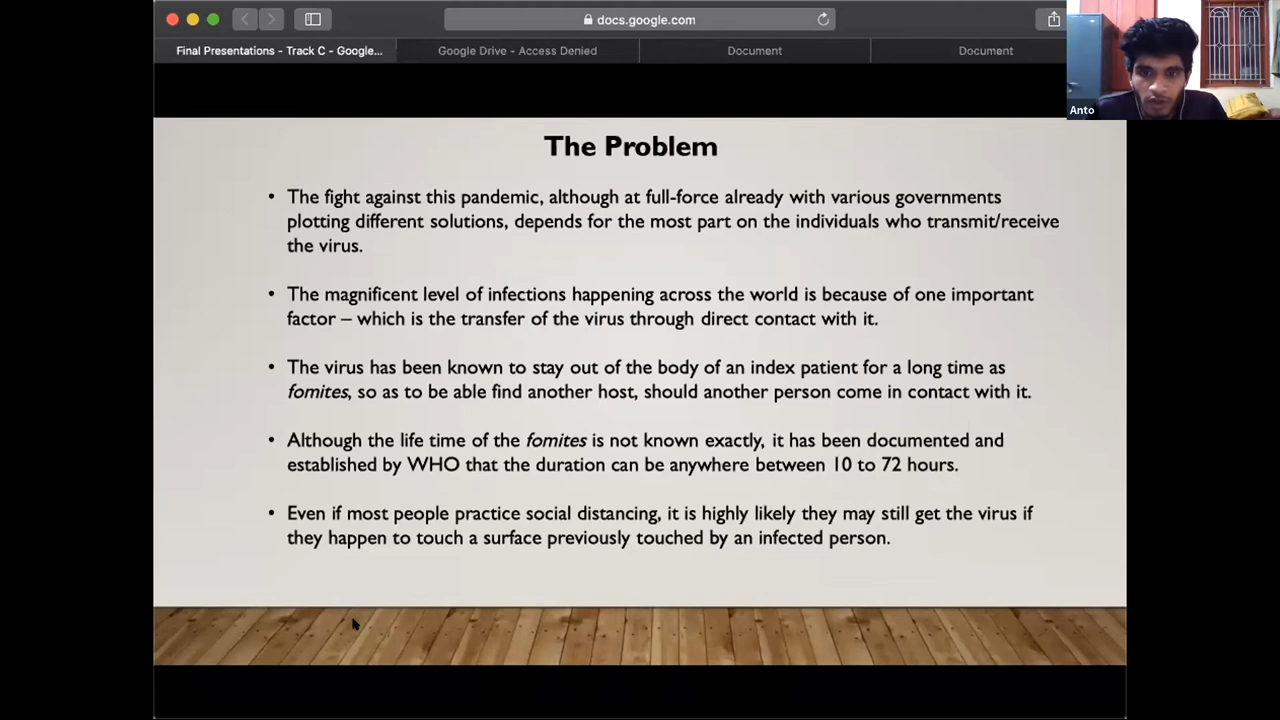 docs.google.com
Final Presentations - Track C - Google...
Google Drive - Access Denied
Document
Document
Anto
The Problem
• The fight against this pandemic, although at full-force already with various governments
plotting different solutions, depends for the most part on the individuals who transmit/receive
the virus.
• The magnificent level of infections happening across the world is because of one important
factor – which is the transfer of the virus through direct contact with it.
• The virus has been known to stay out of the body of an index patient for a long time as
fomites, so as to be able find another host, should another person come in contact with it.
• Although the life time of the fomites is not known exactly, it has been documented and
established by WHO that the duration can be anywhere between 10 to 72 hours.
• Even if most people practice social distancing, it is highly likely they may still get the virus if
they happen to touch a surface previously touched by an infected person.